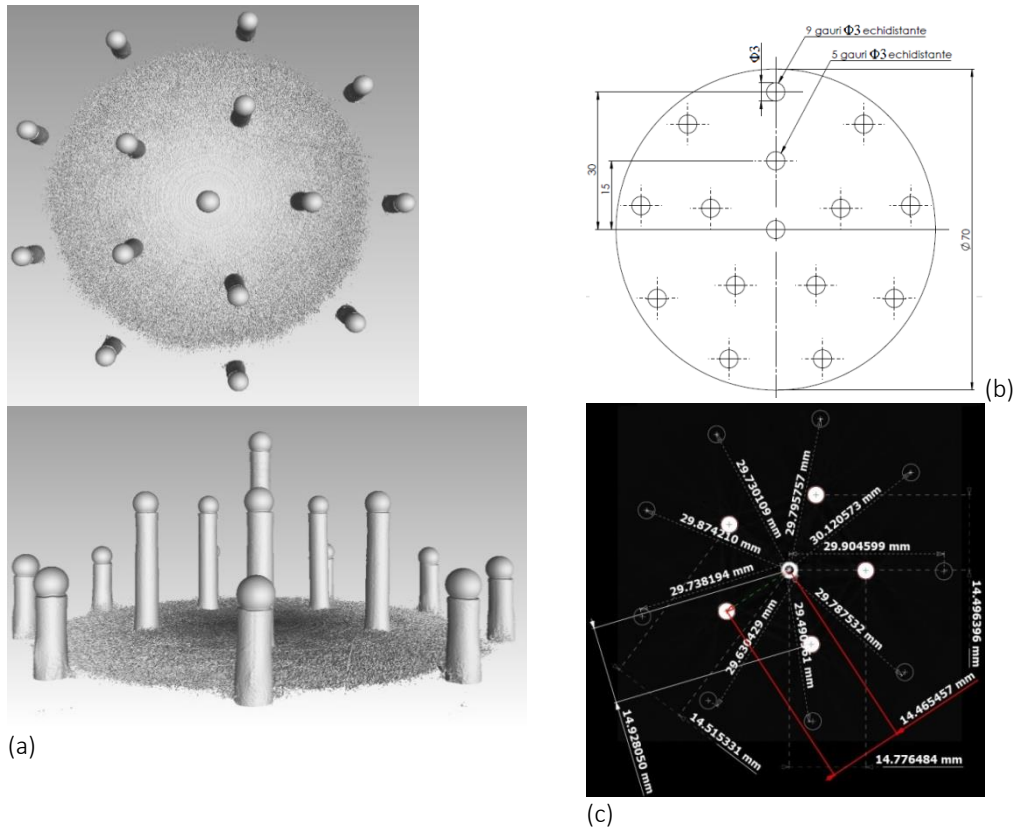 9 gauri Φ3 echidistante
5 gauri Φ3 echidistante
Φ3
30
15
Ø70
(b)
(a)
29.730109 mm
29.795757 mm
30.120573 mm
29.874210 mm
29.904599 mm
29.738194 mm
29.787532 mm
29.630429 mm
14.496396 mm
14.465457 mm
14.515331 mm
14.928050 mm
14.776484 mm
(c)